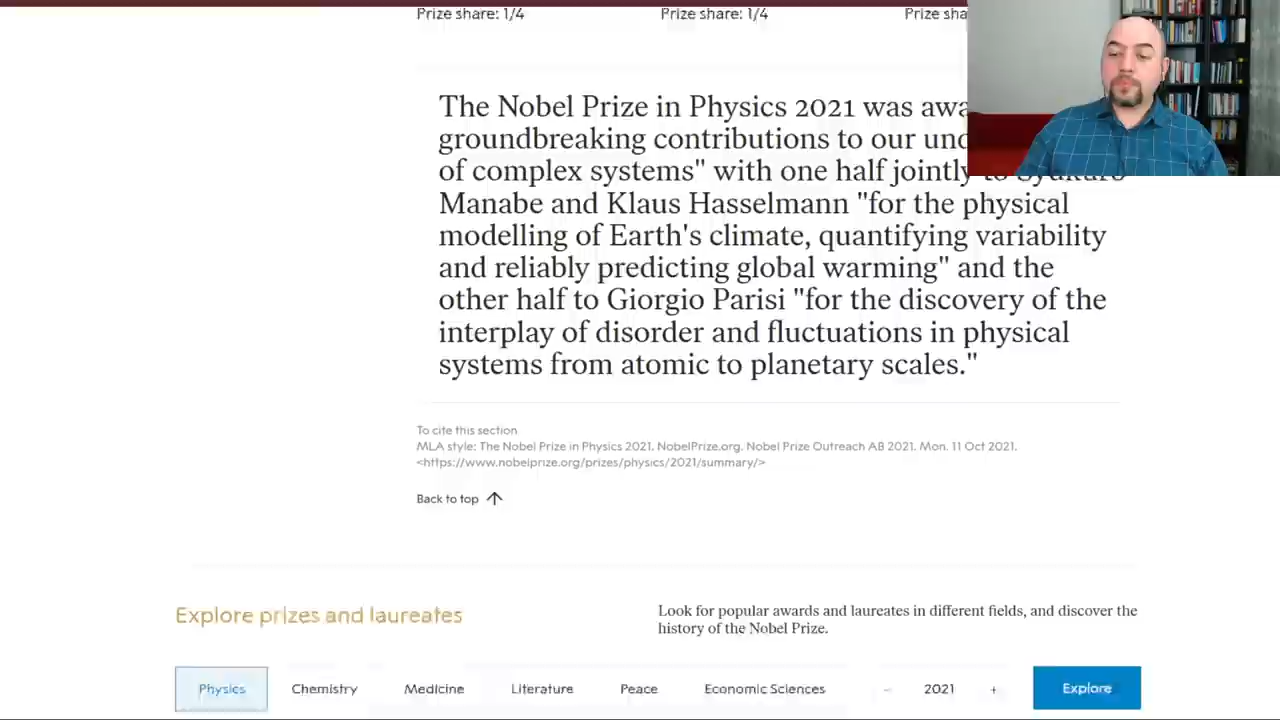 Prize share: 1/4 Prize share: 1/4 Prize sha
The Nobel Prize in Physics 2021 was awa
groundbreaking contributions to our und
of complex systems" with one half jointly to Syukuro
Manabe and Klaus Hasselmann "for the physical
modelling of Earth's climate, quantifying variability
and reliably predicting global warming" and the
other half to Giorgio Parisi "for the discovery of the
interplay of disorder and fluctuations in physical
systems from atomic to planetary scales."
To cite this section
MLA style: The Nobel Prize in Physics 2021. NobelPrize.org. Nobel Prize Outreach AB 2021. Mon. 11 Oct 2021.
<https://www.nobelprize.org/prizes/physics/2021/summary/>
Back to top ↑
Explore prizes and laureates
Look for popular awards and laureates in different fields, and discover the
history of the Nobel Prize.
Physics Chemistry Medicine Literature Peace Economic Sciences - 2021 + Explore